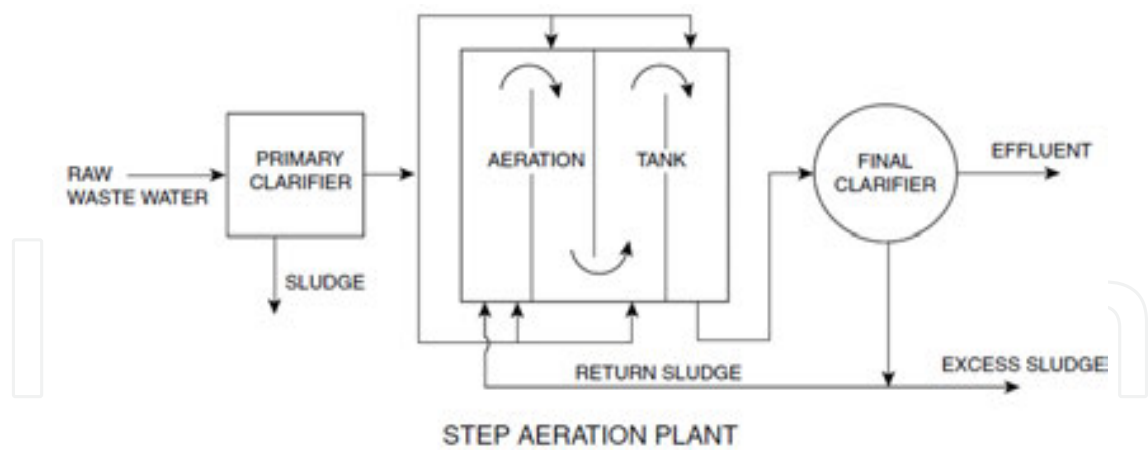 RAW
WASTE WATER
PRIMARY
CLARIFIER
SLUDGE
AERATION
TANK
FINAL
CLARIFIER
EFFLUENT
RETURN SLUDGE
EXCESS SLUDGE
STEP AERATION PLANT